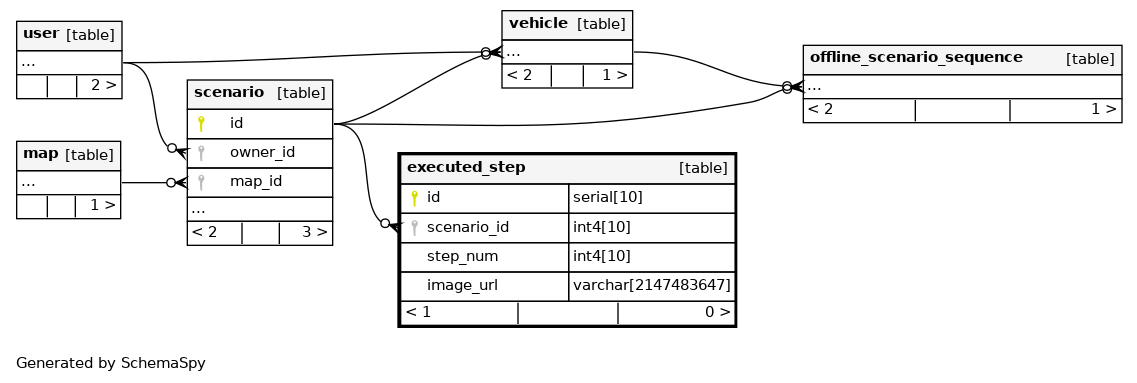 user [table]
...
2 >
map [table]
...
1 >
scenario [table]
id
owner_id
map_id
...
< 2 3 >
vehicle [table]
...
< 2 1 >
executed_step [table]
id serial[10]
scenario_id int4[10]
step_num int4[10]
image_url varchar[2147483647]
< 1 0 >
offline_scenario_sequence [table]
...
< 2 1 >
Generated by SchemaSpy